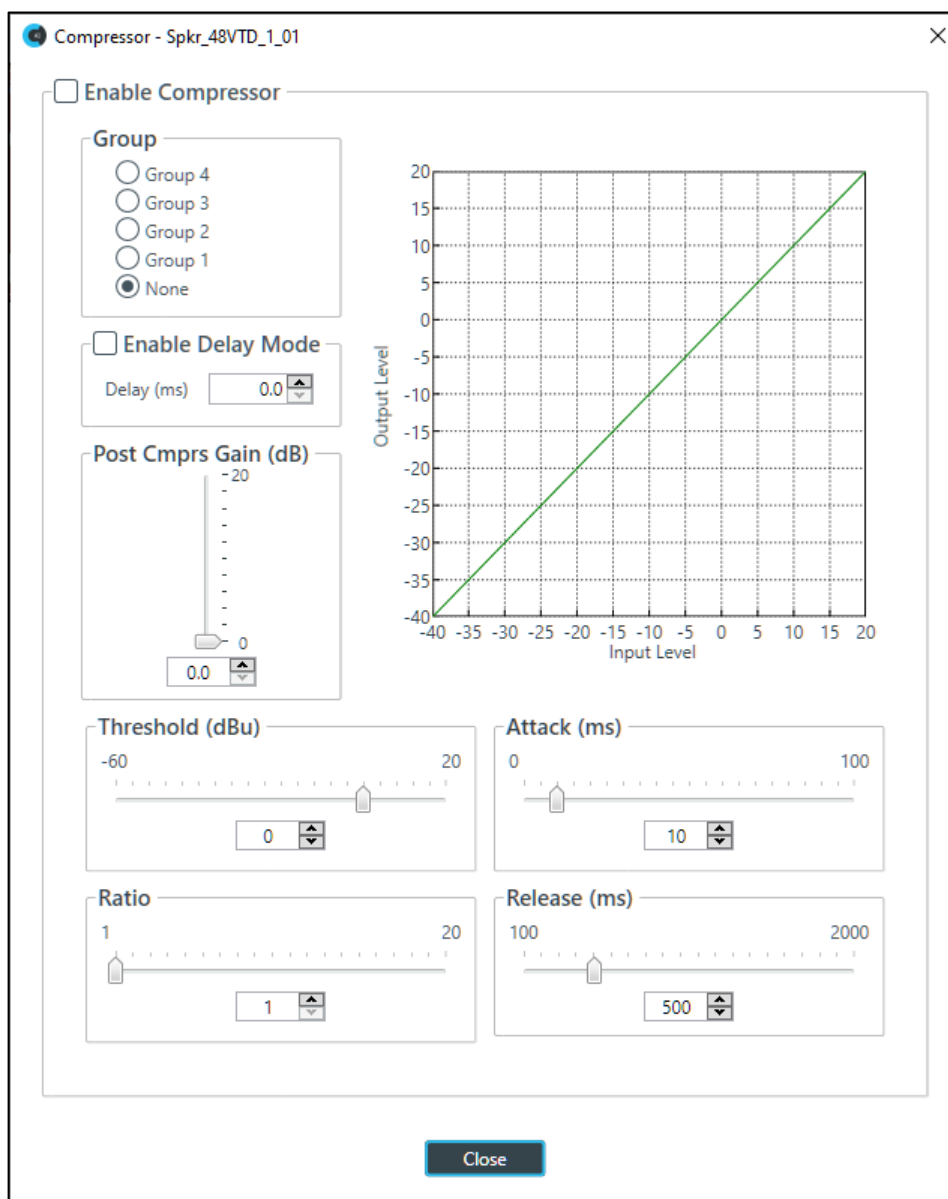 Compressor - Spkr_48VTD_1_01
Enable Compressor
Group
Group 4
Group 3
Group 2
Group 1
None
Enable Delay Mode
Delay (ms) 0.0
Post Cmprs Gain (dB)
20
0
0.0
Output Level
20
15
10
5
0
-5
-10
-15
-20
-25
-30
-35
-40
-40 -35 -30 -25 -20 -15 -10 -5 0 5 10 15 20
Input Level
Threshold (dBu)
-60 20
0
Attack (ms)
0 100
10
Ratio
1 20
1
Release (ms)
100 2000
500
Close